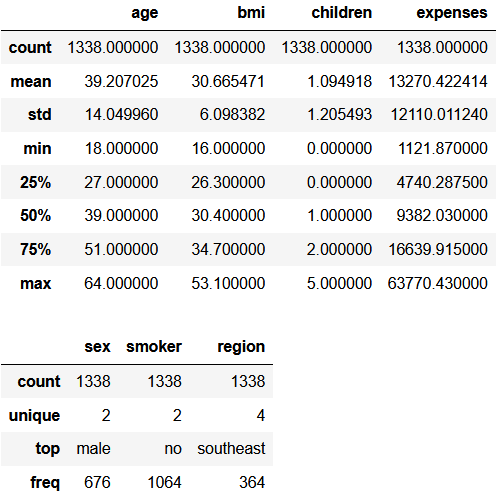 age bmi children expenses
count 1338.000000 1338.000000 1338.000000 1338.000000
mean 39.207025 30.665471 1.094918 13270.422414
std 14.049960 6.098382 1.205493 12110.011240
min 18.000000 16.000000 0.000000 1121.870000
25% 27.000000 26.300000 0.000000 4740.287500
50% 39.000000 30.400000 1.000000 9382.030000
75% 51.000000 34.700000 2.000000 16639.915000
max 64.000000 53.100000 5.000000 63770.430000
sex smoker region
count 1338 1338 1338
unique 2 2 4
top male no southeast
freq 676 1064 364